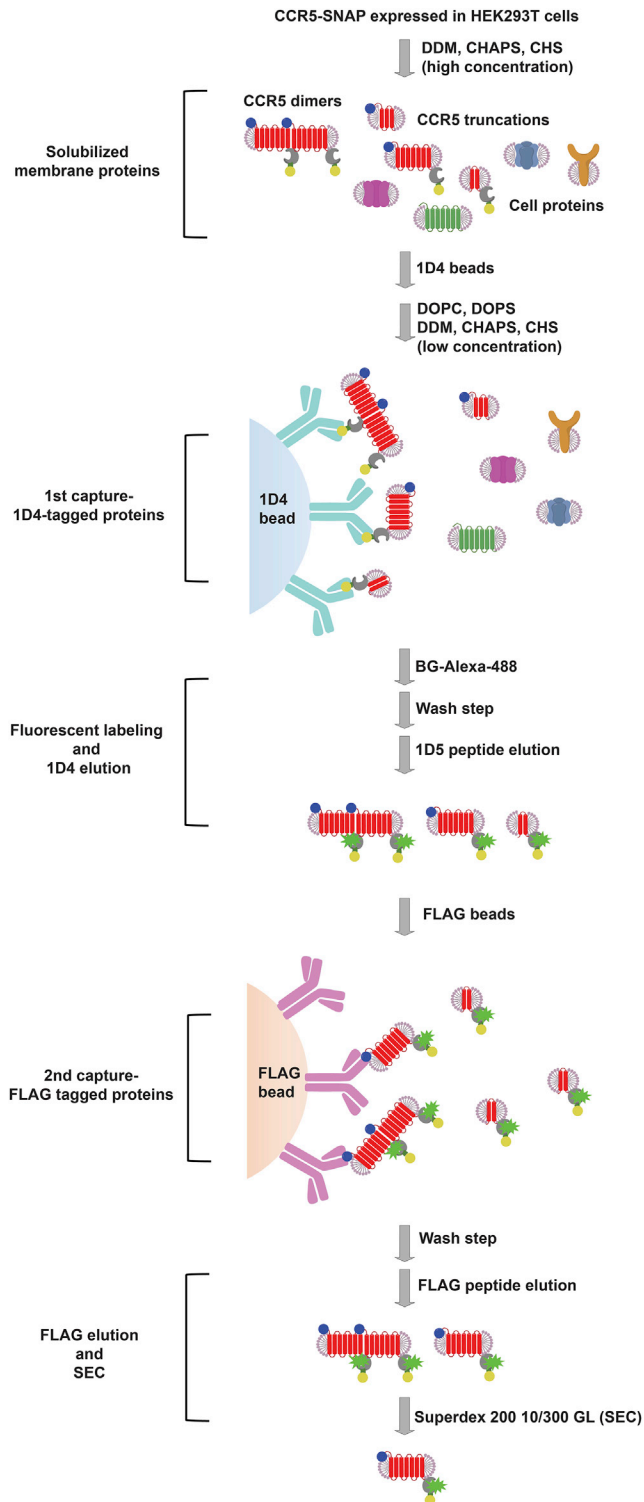 CCR5-SNAP expressed in HEK293T cells
DDM, CHAPS, CHS
(high concentration)
CCR5 dimers
CCR5 truncations
Solubilized
membrane proteins
Cell proteins
1D4 beads
DOPC, DOPS
DDM, CHAPS, CHS
(low concentration)
1st capture-
1D4-tagged proteins
1D4
bead
BG-Alexa-488
Wash step
1D5 peptide elution
Fluorescent labeling
and
1D4 elution
FLAG beads
2nd capture-
FLAG tagged proteins
FLAG
bead
Wash step
FLAG peptide elution
FLAG elution
and
SEC
Superdex 200 10/300 GL (SEC)